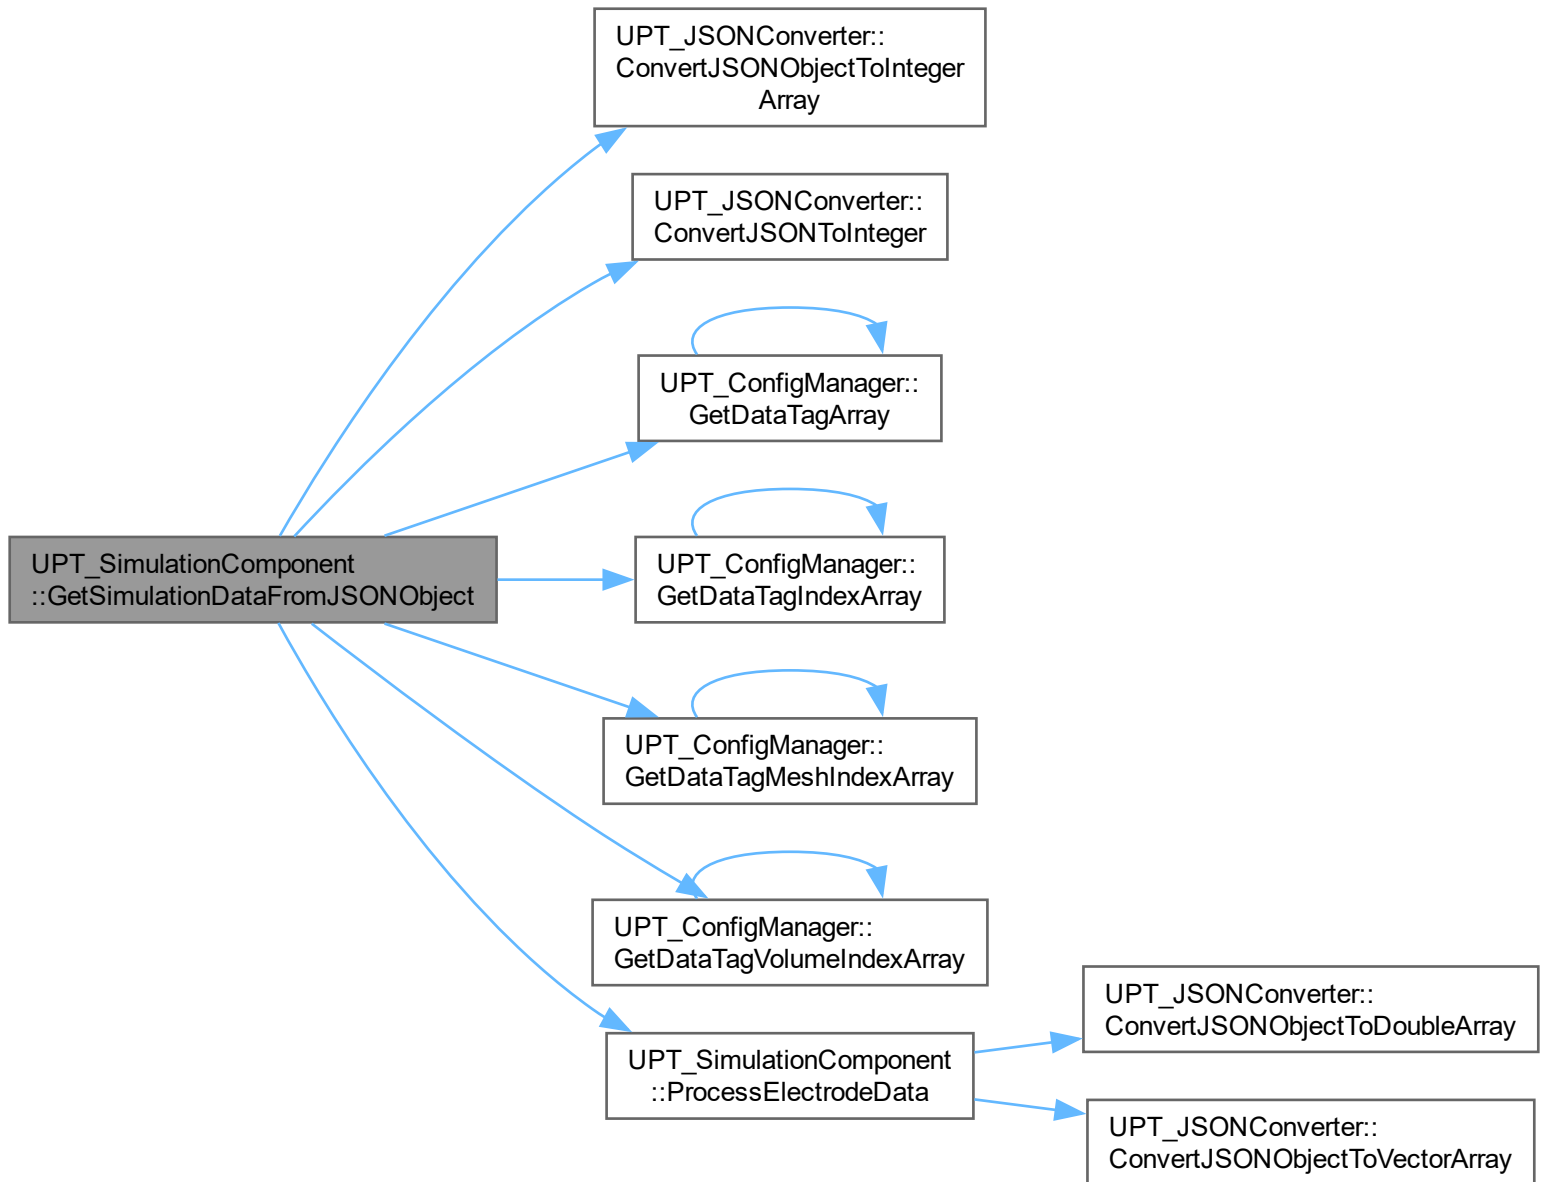 UPT_JSONConverter::
ConvertJSONObjectToInteger
Array
UPT_JSONConverter::
ConvertJSONToInteger
UPT_ConfigManager::
GetDataTagArray
UPT_SimulationComponent
::GetSimulationDataFromJSONObject
UPT_ConfigManager::
GetDataTagIndexArray
UPT_ConfigManager::
GetDataTagMeshIndexArray
UPT_ConfigManager::
GetDataTagVolumeIndexArray
UPT_SimulationComponent
::ProcessElectrodeData
UPT_JSONConverter::
ConvertJSONObjectToDoubleArray
UPT_JSONConverter::
ConvertJSONObjectToVectorArray